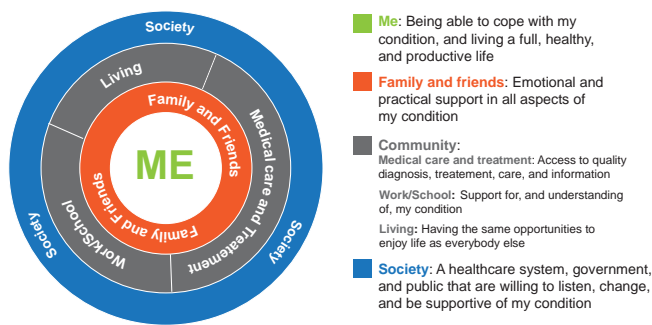 Society
Living
Family and Friends
Medical care and Treatement
ME
Family and Friends
Work/School
Society
Society
Me: Being able to cope with my
condition, and living a full, healthy,
and productive life
Family and friends: Emotional and
practical support in all aspects of
my condition
Community:
Medical care and treatment: Access to quality
diagnosis, treatement, care, and information
Work/School: Support for, and understanding
of, my condition
Living: Having the same opportunities to
enjoy life as everybody else
Society: A healthcare system, government,
and public that are willing to listen, change,
and be supportive of my condition